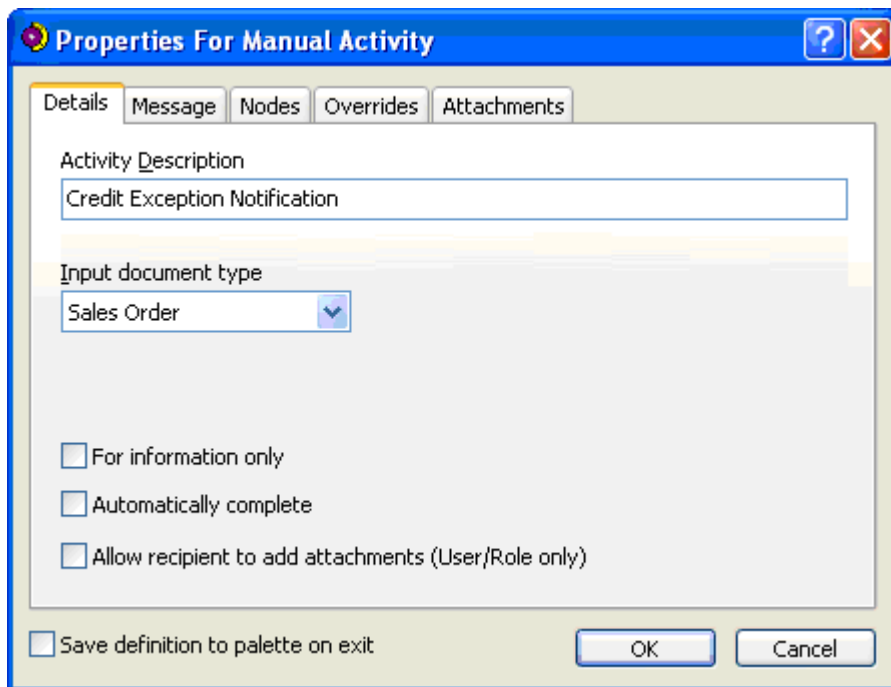 Properties For Manual Activity
?
Details Message Nodes Overrides Attachments
Activity Description
Credit Exception Notification
Input document type
Sales Order
For information only
Automatically complete
Allow recipient to add attachments (User/Role only)
Save definition to palette on exit OK Cancel